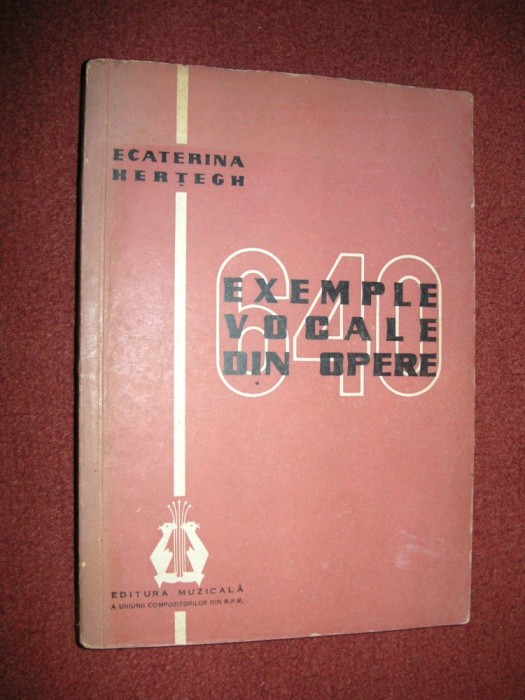 ECATERINA
HERȚEGH
640
EXEMPLE
VOCALE
DIN OPERE
EDITURA MUZICALĂ
A UNIUNII COMPOZITORILOR DIN R.P.R.